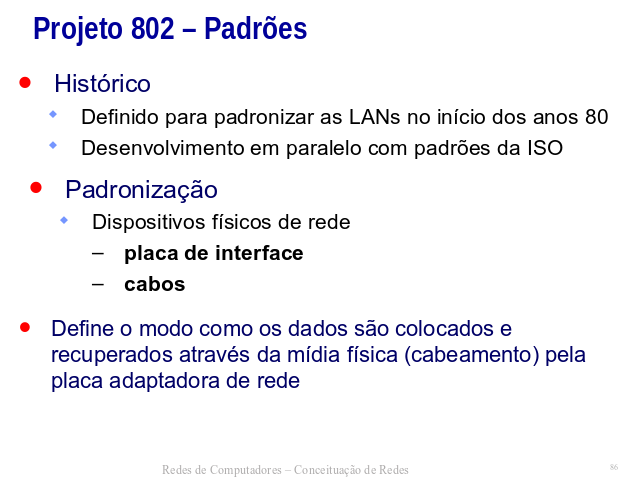 Projeto 802 – Padrões
● Histórico
◆ Definido para padronizar as LANs no início dos anos 80
◆ Desenvolvimento em paralelo com padrões da ISO
● Padronização
◆ Dispositivos físicos de rede
– placa de interface
– cabos
● Define o modo como os dados são colocados e
recuperados através da mídia física (cabeamento) pela
placa adaptadora de rede
Redes de Computadores – Conceituação de Redes
86